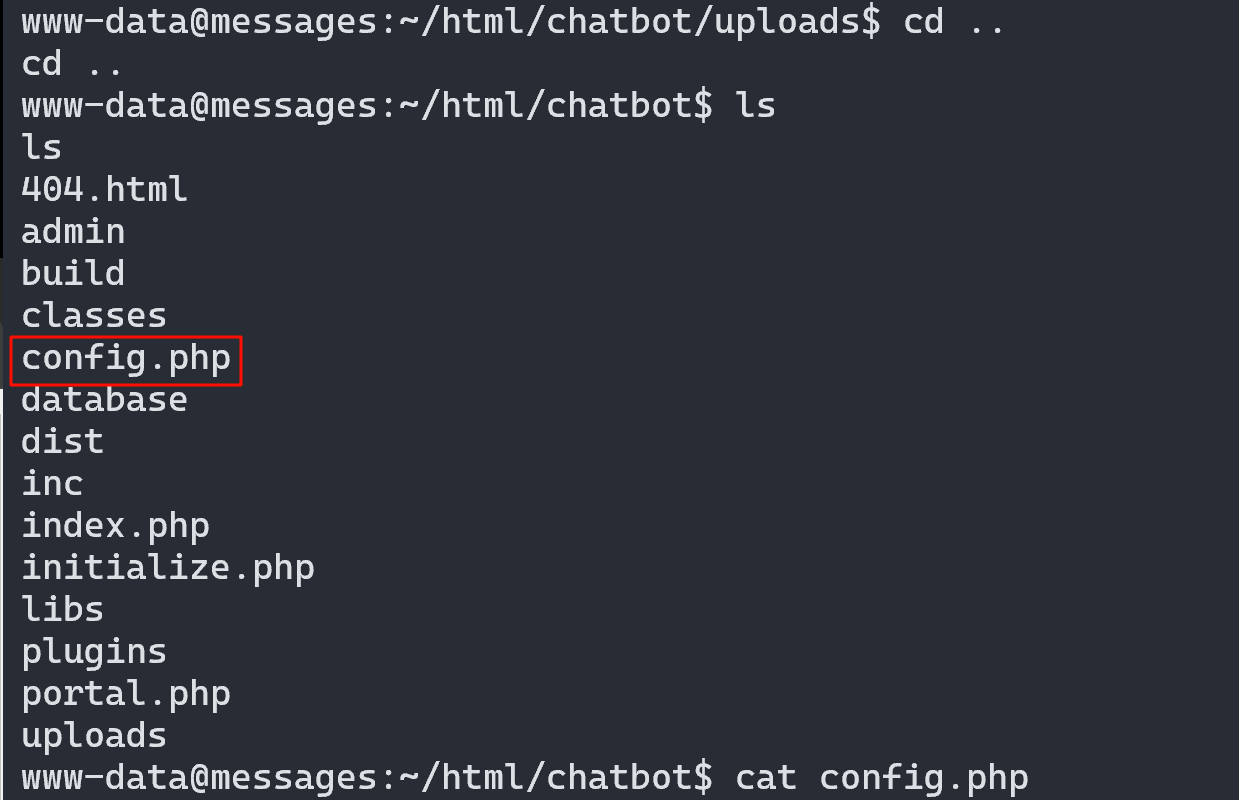 www-data@messages:~/html/chatbot/uploads$ cd ..
cd ..
www-data@messages:~/html/chatbot$ ls
ls
404.html
admin
build
classes
config.php
database
dist
inc
index.php
initialize.php
libs
plugins
portal.php
uploads
www-data@messages:~/html/chatbot$ cat config.php